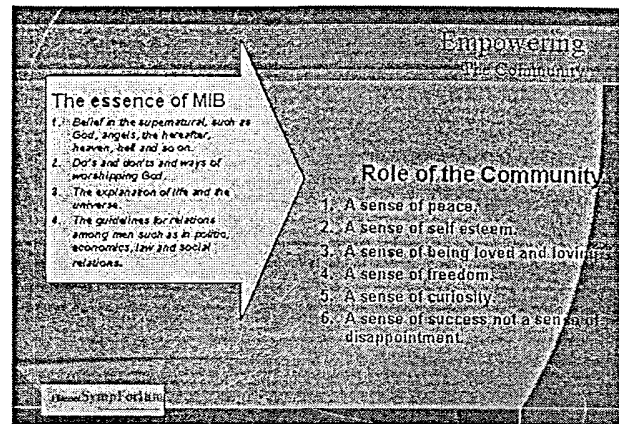 Empowering
The Community
The essence of MIB
1. Belief in the supernatural, such as
God, angels, the hereafter,
heaven, hell and so on.
2. Do's and don'ts and ways of
worshipping God.
3. The explanation of life and the
universe.
4. The guidelines for relations
among men such as in politic,
economics, law and social
relations.
Role of the Community
1. A sense of peace.
2. A sense of self esteem.
3. A sense of being loved and loving.
4. A sense of freedom.
5. A sense of curiosity.
6. A sense of success not a sense of
disappointment.
SympForium